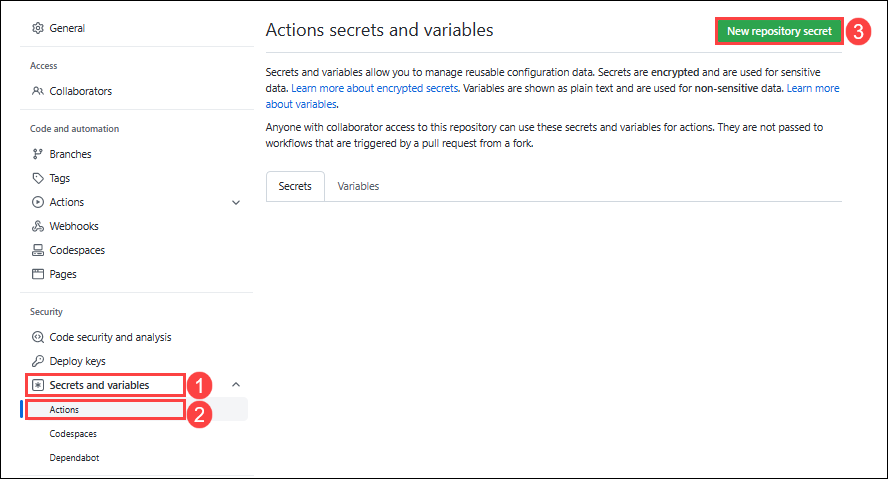 General
Access
Collaborators
Code and automation
Branches
Tags
Actions
Webhooks
Codespaces
Pages
Security
Code security and analysis
Deploy keys
Secrets and variables 1
Actions 2
Codespaces
Dependabot
Actions secrets and variables
New repository secret 3
Secrets and variables allow you to manage reusable configuration data. Secrets are encrypted and are used for sensitive
data. Learn more about encrypted secrets. Variables are shown as plain text and are used for non-sensitive data. Learn more
about variables.
Anyone with collaborator access to this repository can use these secrets and variables for actions. They are not passed to
workflows that are triggered by a pull request from a fork.
Secrets Variables